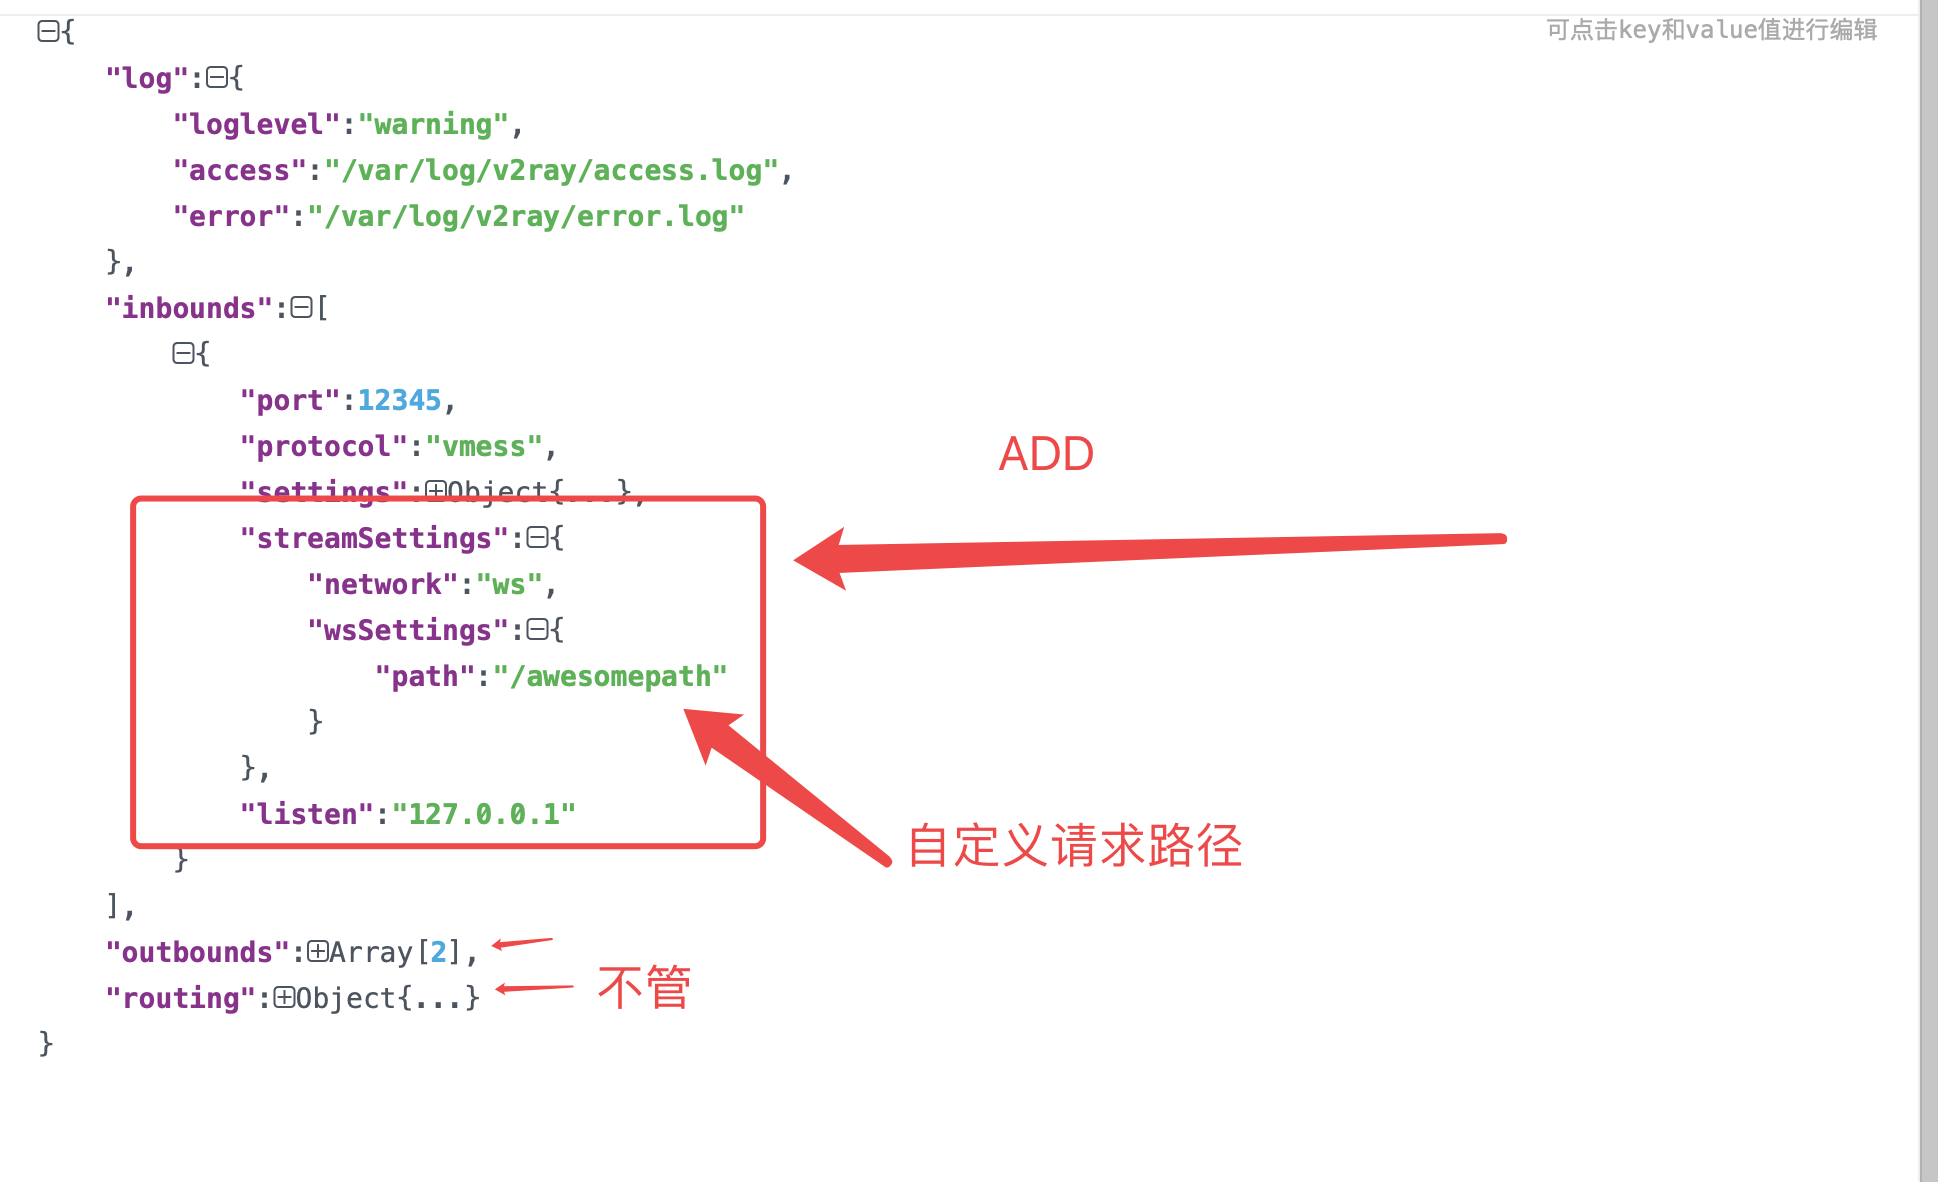 {
可点击key和value值进行编辑
"log":{
"loglevel":"warning",
"access":"/var/log/v2ray/access.log",
"error":"/var/log/v2ray/error.log"
},
"inbounds":[
{
"port":12345,
"protocol":"vmess",
ADD
"settings":Object{...},
"streamSettings":{
"network":"ws",
"wsSettings":{
"path":"/awesomepath"
}
},
"listen":"127.0.0.1"
自定义请求路径
}
],
"outbounds":Array[2],
不管
"routing":Object{...}
}